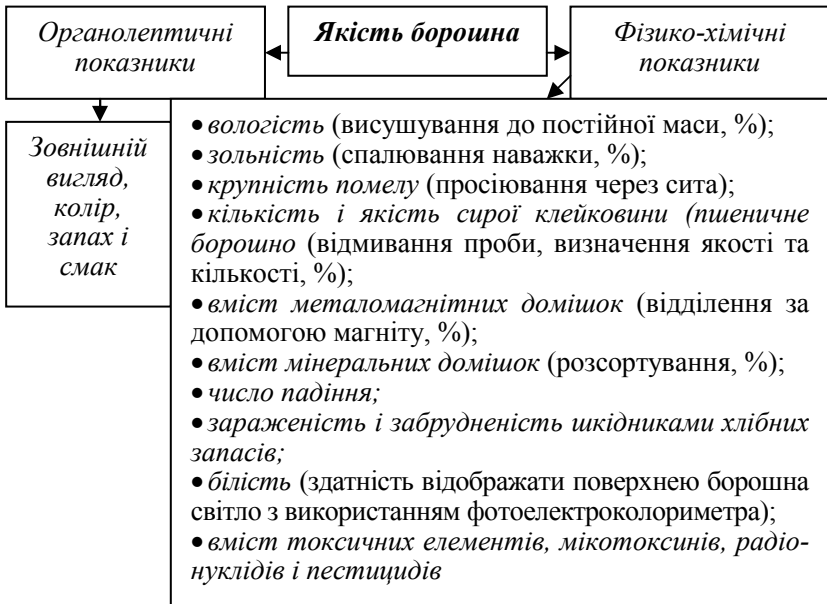 Органолептичні
показники
Якість борошна
Фізико-хімічні
показники
Зовнішній
вигляд,
колір,
запах і
смак
• вологість (висушування до постійної маси, %);
• зольність (спалювання наважки, %);
• крупність помелу (просіювання через сита);
• кількість і якість сирої клейковини (пшеничне
борошно (відмивання проби, визначення якості та
кількості, %);
• вміст металомагнітних домішок (відділення за
допомогою магніту, %);
• вміст мінеральних домішок (розсортування, %);
• число падіння;
• зараженість і забрудненість шкідниками хлібних
запасів;
• білість (здатність відображати поверхнею борошна
світло з використанням фотоелектроколориметра);
• вміст токсичних елементів, мікотоксинів, радіо-
нуклідів і пестицидів